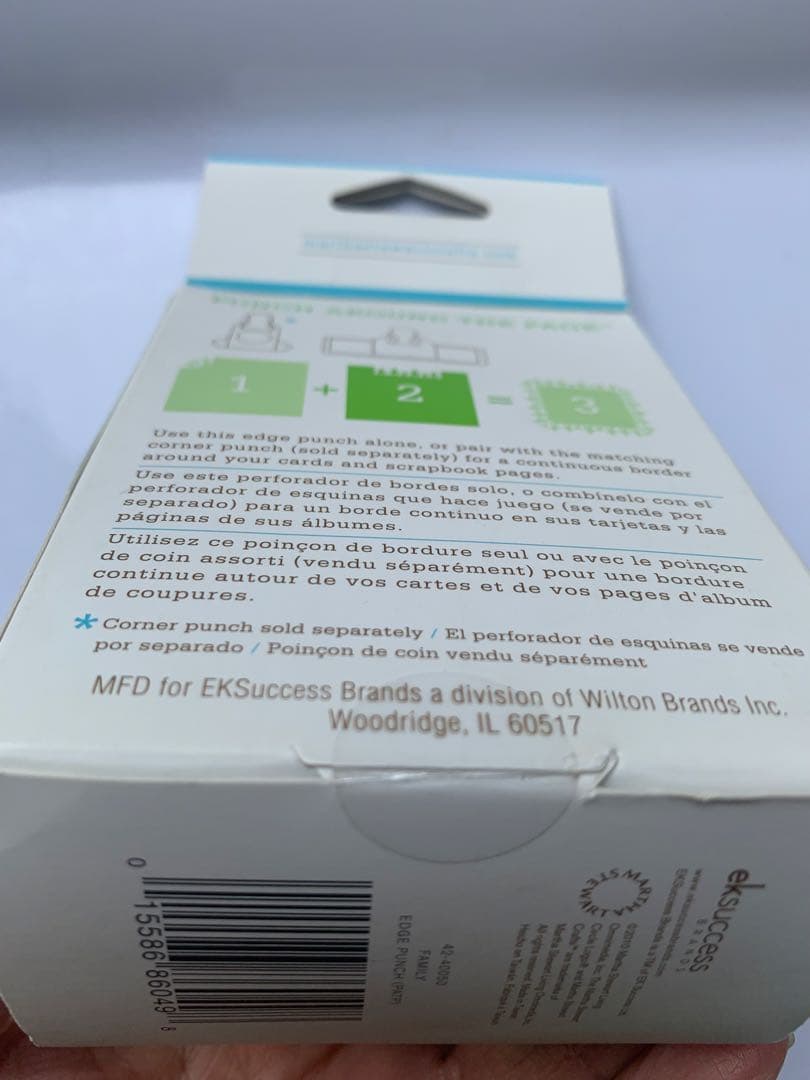 PUNCH AROUND THE PAGE
1 + 2 = 3
Use this edge punch alone, or pair with the matching
corner punch (sold separately) for a continuous border
around your cards and scrapbook pages.
Use este perforador de bordes solo, o combínelo con el
perforador de esquinas que hace juego (se vende por
separado) para un borde continuo en sus tarjetas y las
páginas de sus álbumes.
Utilisez ce poinçon de bordure seul ou avec le poinçon
de coin assorti (vendu séparément) pour une bordure
continue autour de vos cartes et de vos pages d'album
de coupures.
* Corner punch sold separately / El perforador de esquinas se vende
por separado / Poinçon de coin vendu séparément
MFD for EKSuccess Brands a division of Wilton Brands Inc.
Woodridge, IL 60517
0 15586 86049 8
42-40050
FAMILY
EDGE PUNCH
MARTHA STEWART
eksuccess
BRANDS